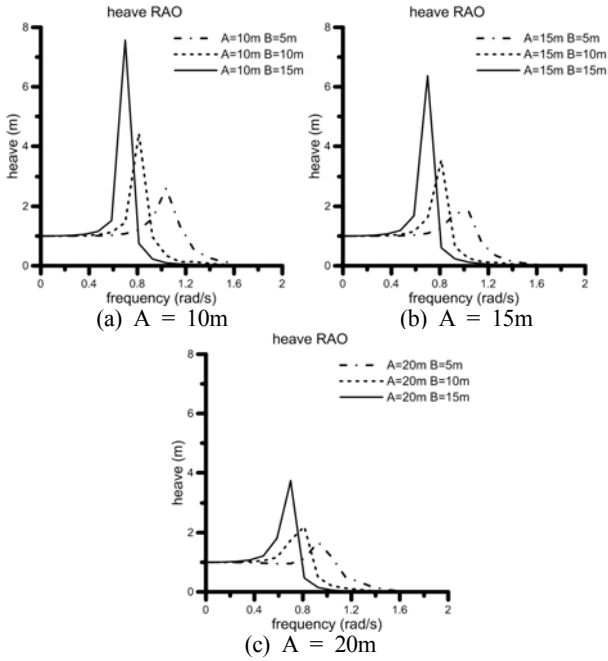 heave RAO
A=10m B=5m
A=10m B=10m
A=10m B=15m
heave (m)
8
6
4
2
0
0 0.4 0.8 1.2 1.6 2
frequency (rad/s)
(a) A = 10m
heave RAO
A=15m B=5m
A=15m B=10m
A=15m B=15m
heave (m)
8
6
4
2
0
0 0.4 0.8 1.2 1.6 2
frequency (rad/s)
(b) A = 15m
heave RAO
A=20m B=5m
A=20m B=10m
A=20m B=15m
heave (m)
8
6
4
2
0
0 0.4 0.8 1.2 1.6 2
frequency (rad/s)
(c) A = 20m